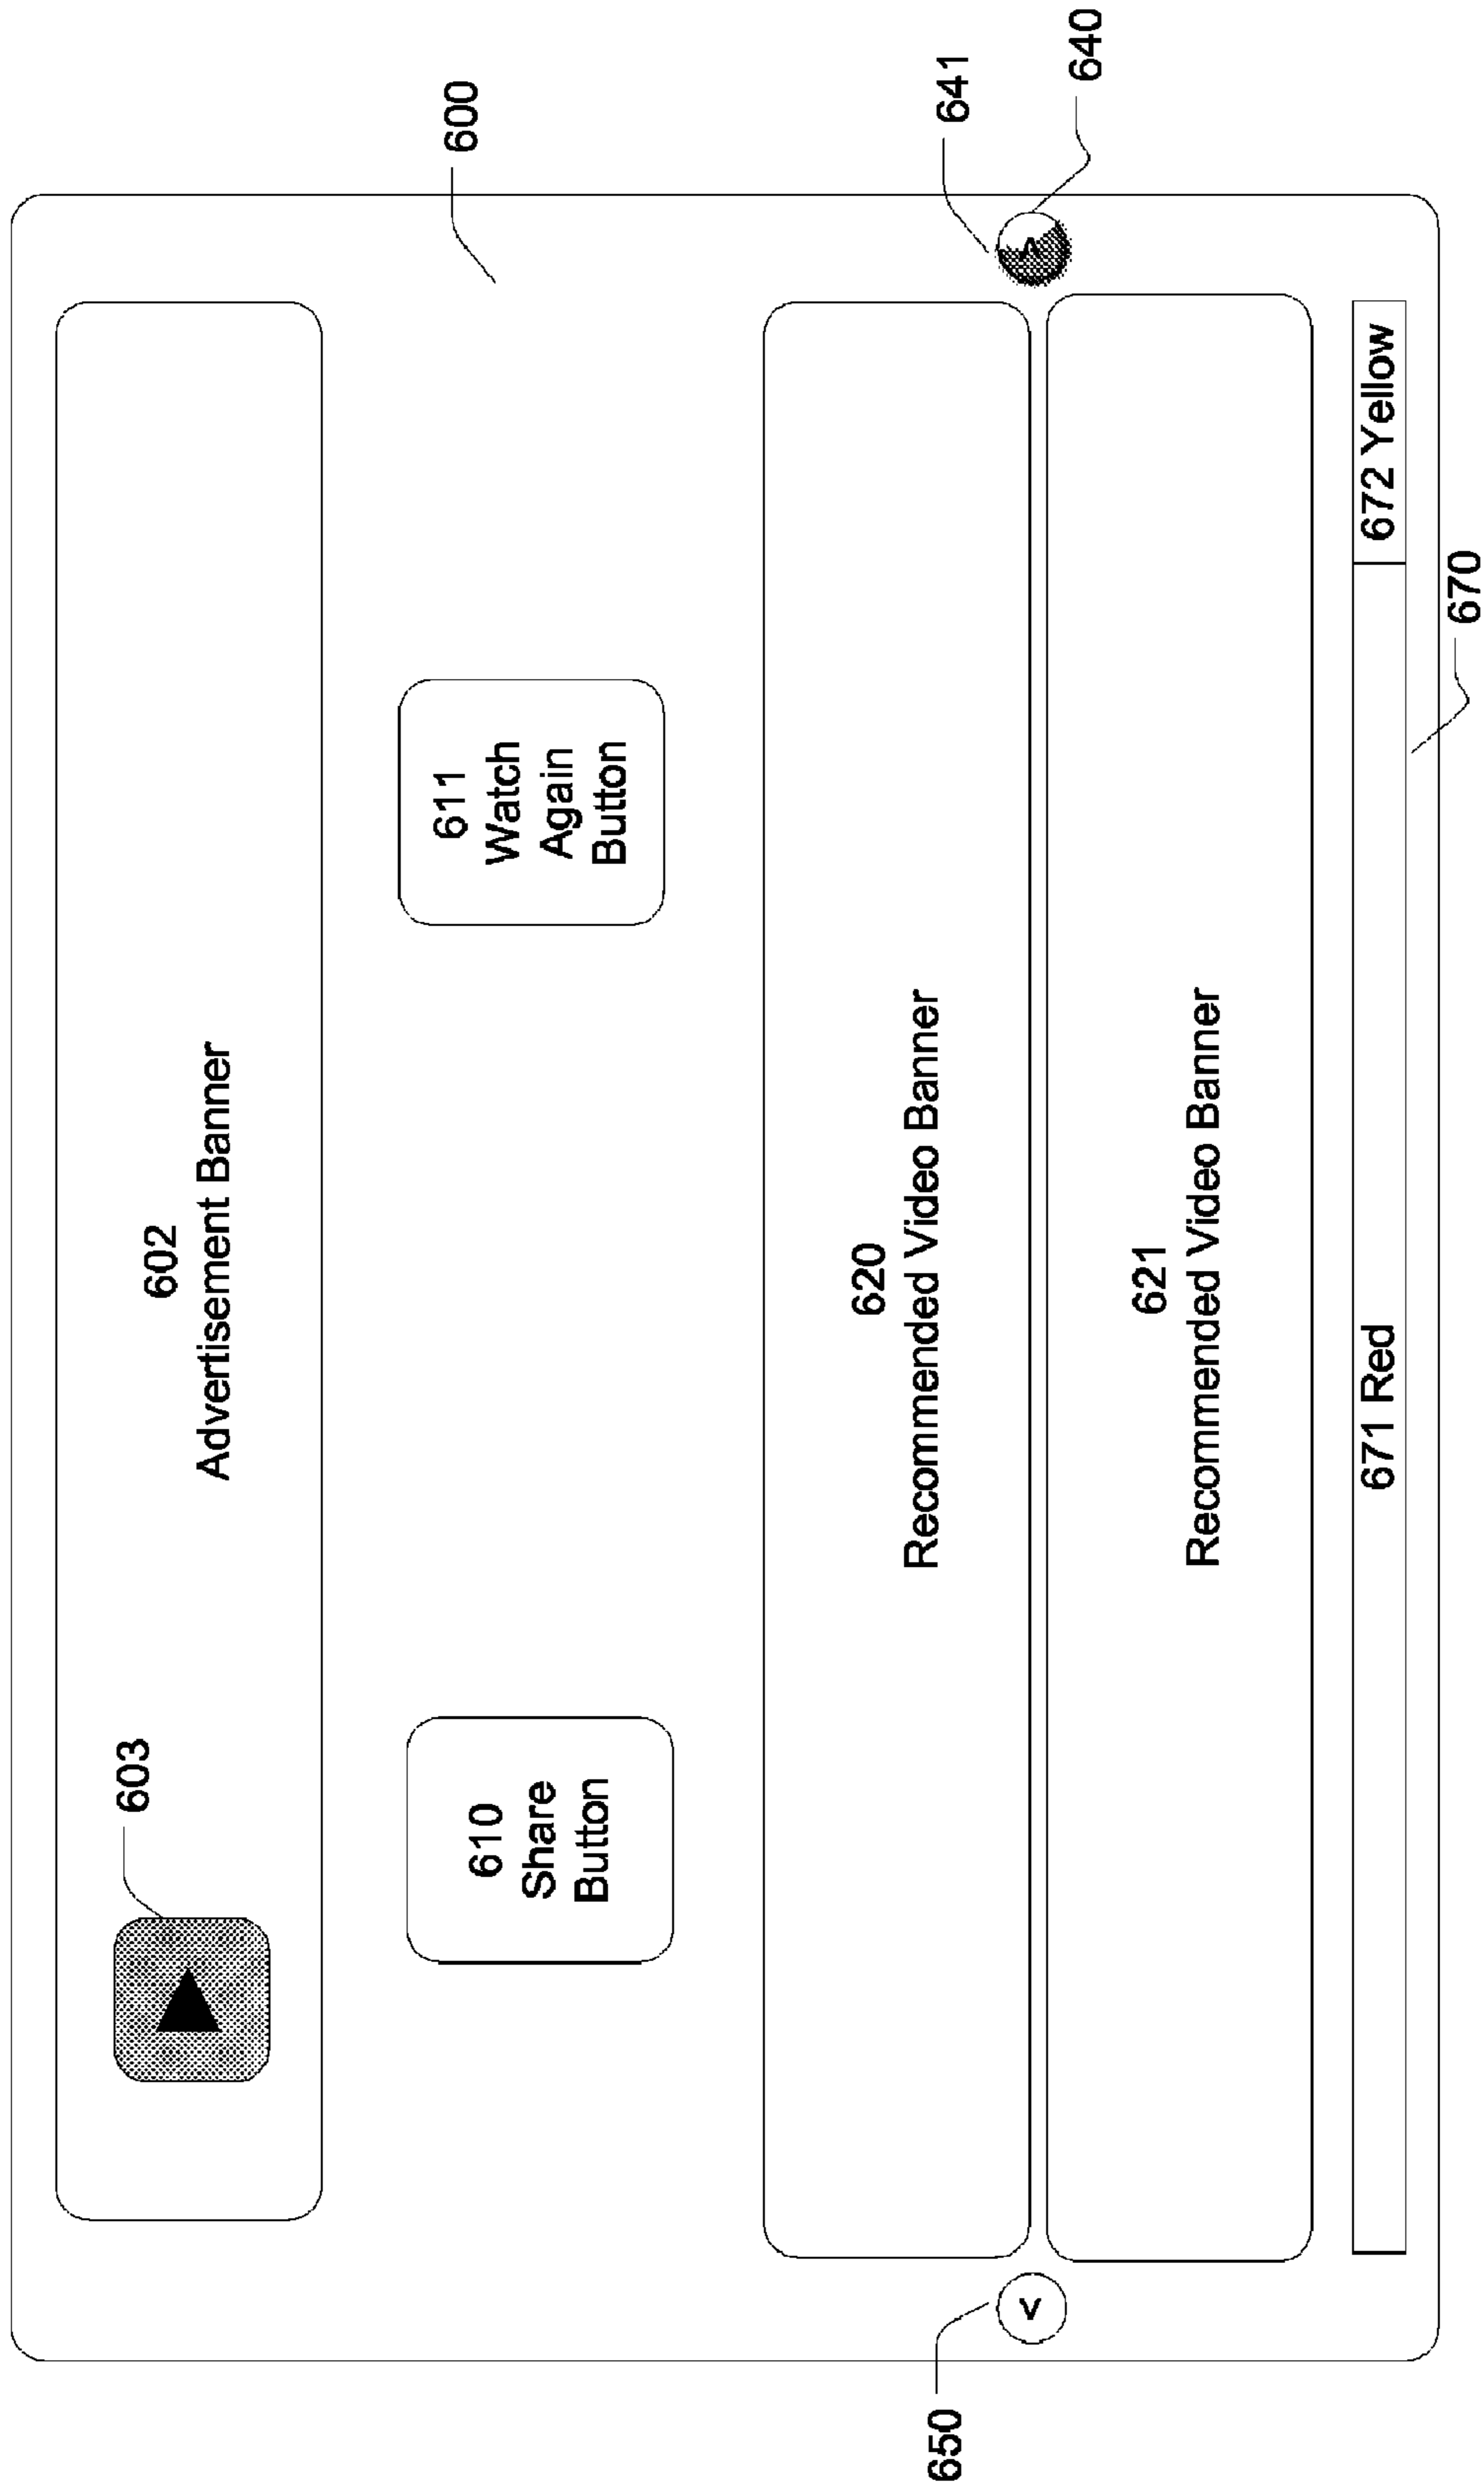 603
602
Advertisement Banner
600
610
Share
Button
611
Watch
Again
Button
620
Recommended Video Banner
641
640
650
<
>
621
Recommended Video Banner
671 Red
672 Yellow
670